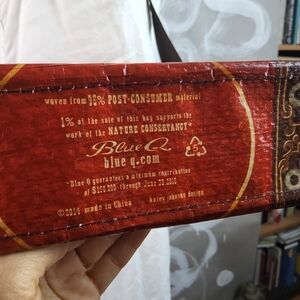 woven from 95% POST-CONSUMER material
1% of the sale of this bag supports the
work of the NATURE CONSERVANCY*
Blue Q
blue q.com
*Blue Q guarantees a minimum contribution
of $150,000 through June 30, 2015
©2014 made in China haley johnson design